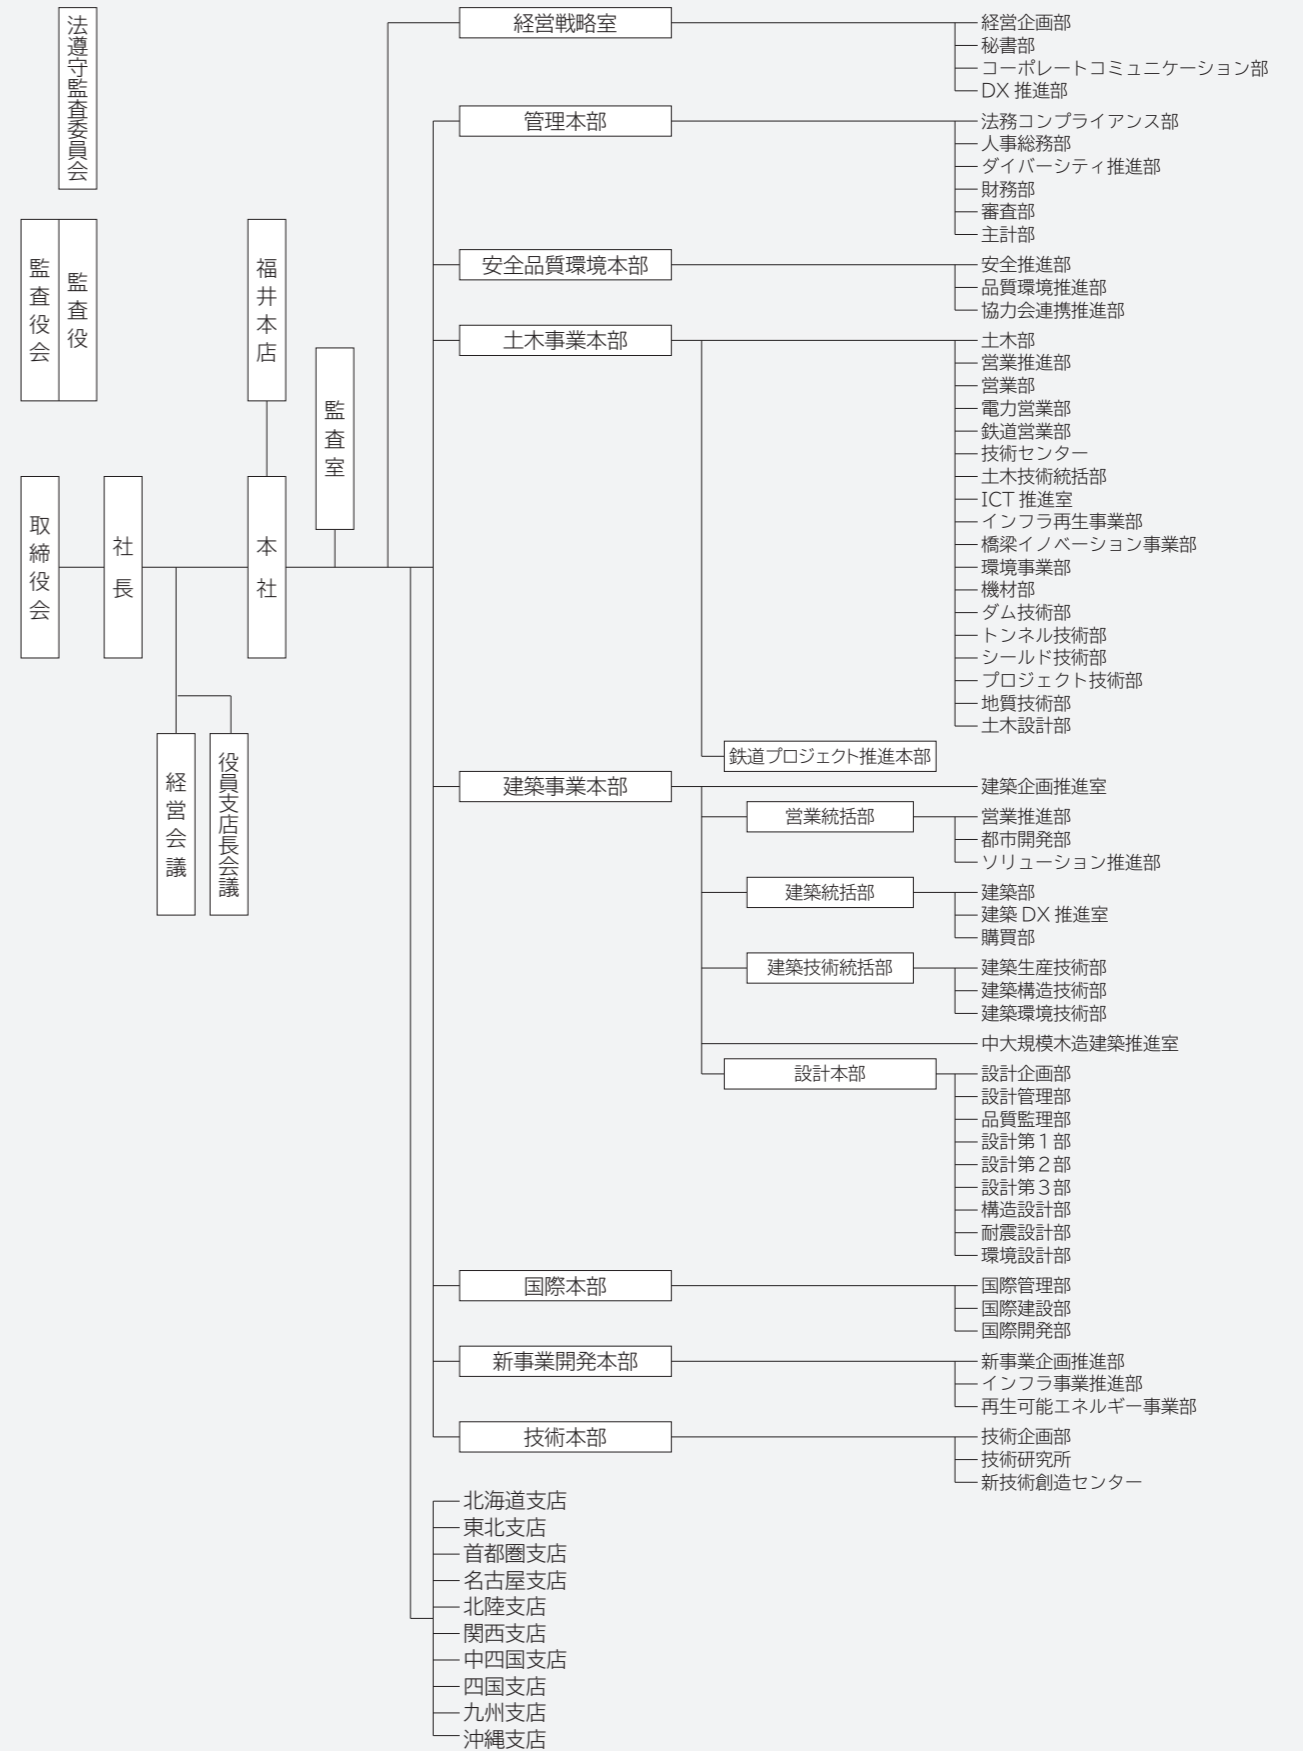 法遵守監査委員会
監査役会
監査役
福井本店
監査室
取締役会
社長
本社
経営会議
役員支店長会議
経営戦略室
経営企画部
秘書部
コーポレートコミュニケーション部
DX 推進部
管理本部
法務コンプライアンス部
人事総務部
ダイバーシティ推進部
財務部
審査部
主計部
安全品質環境本部
安全推進部
品質環境推進部
協力会連携推進部
土木事業本部
土木部
営業推進部
営業部
電力営業部
鉄道営業部
技術センター
土木技術統括部
ICT 推進室
インフラ再生事業部
橋梁イノベーション事業部
環境事業部
機材部
ダム技術部
トンネル技術部
シールド技術部
プロジェクト技術部
地質技術部
土木設計部
鉄道プロジェクト推進本部
建築事業本部
建築企画推進室
営業統括部
営業推進部
都市開発部
ソリューション推進部
建築統括部
建築部
建築 DX 推進室
購買部
建築技術統括部
建築生産技術部
建築構造技術部
建築環境技術部
中大規模木造建築推進室
設計本部
設計企画部
設計管理部
品質監理部
設計第1部
設計第2部
設計第3部
構造設計部
耐震設計部
環境設計部
国際本部
国際管理部
国際建設部
国際開発部
新事業開発本部
新事業企画推進部
インフラ事業推進部
再生可能エネルギー事業部
技術本部
技術企画部
技術研究所
新技術創造センター
北海道支店
東北支店
首都圏支店
名古屋支店
北陸支店
関西支店
中四国支店
四国支店
九州支店
沖縄支店